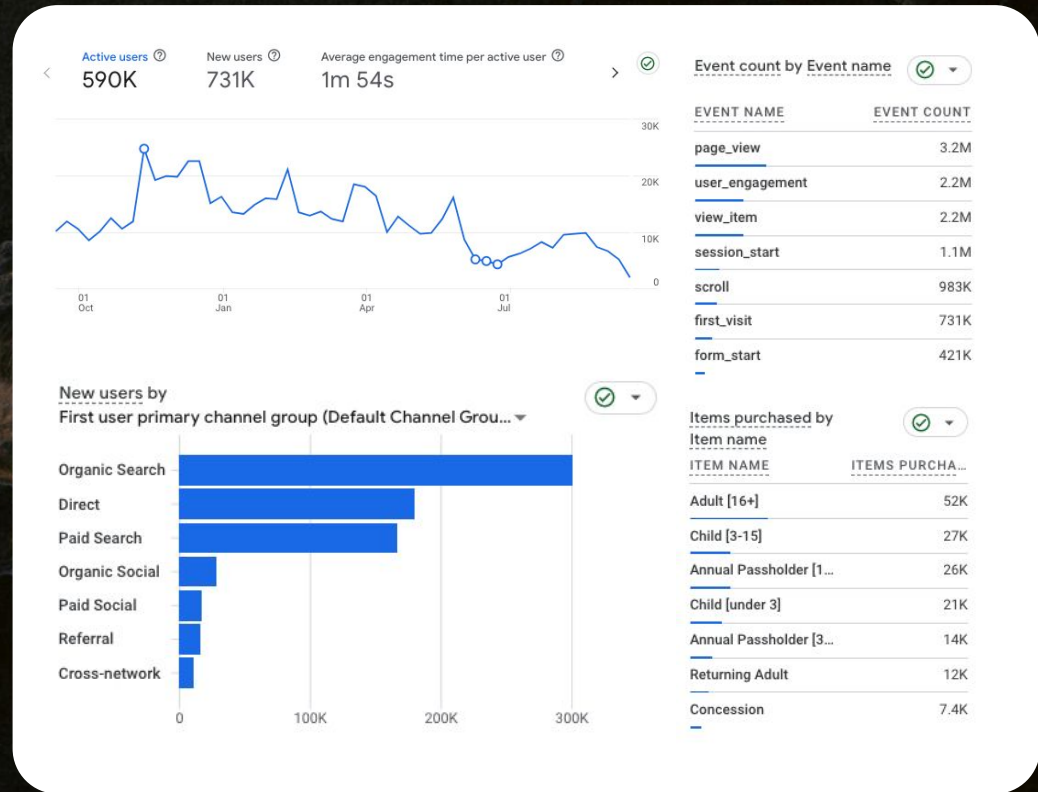 Active users
590K
New users
731K
Average engagement time per active user
1m 54s
30K
20K
10K
0
01 Oct
01 Jan
01 Apr
01 Jul
New users by
First user primary channel group (Default Channel Grou...
Organic Search
Direct
Paid Search
Organic Social
Paid Social
Referral
Cross-network
0 100K 200K 300K
Event count by Event name
EVENT NAME EVENT COUNT
page_view 3.2M
user_engagement 2.2M
view_item 2.2M
session_start 1.1M
scroll 983K
first_visit 731K
form_start 421K
Items purchased by
Item name
ITEM NAME ITEMS PURCHA...
Adult [16+] 52K
Child [3-15] 27K
Annual Passholder [1... 26K
Child [under 3] 21K
Annual Passholder [3... 14K
Returning Adult 12K
Concession 7.4K